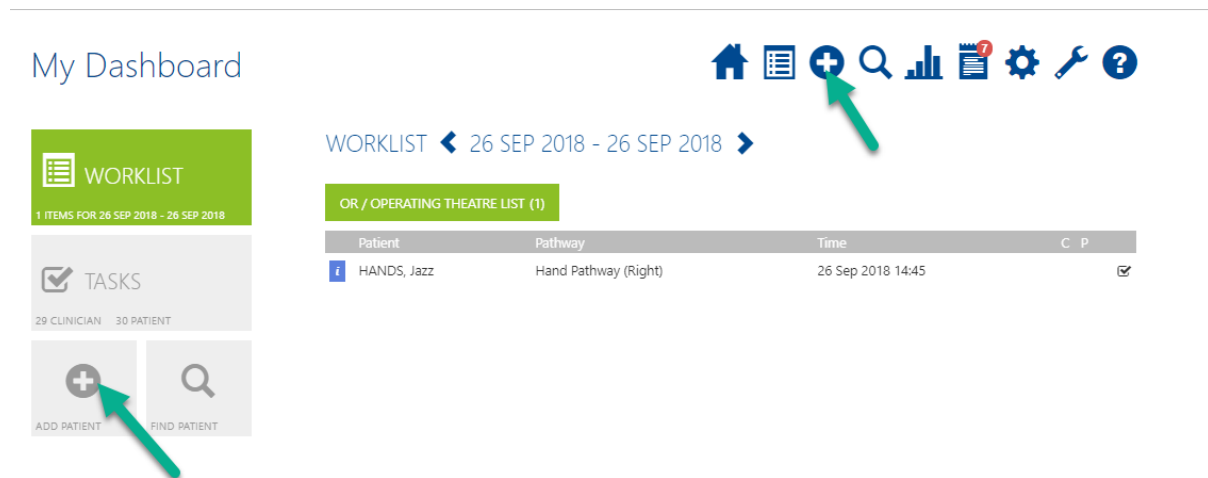 My Dashboard
7
?
WORKLIST
1 ITEMS FOR 26 SEP 2018 - 26 SEP 2018
TASKS
29 CLINICIAN 30 PATIENT
ADD PATIENT FIND PATIENT
WORKLIST 26 SEP 2018 - 26 SEP 2018
OR / OPERATING THEATRE LIST (1)
Patient Pathway Time C P
i HANDS, Jazz Hand Pathway (Right) 26 Sep 2018 14:45